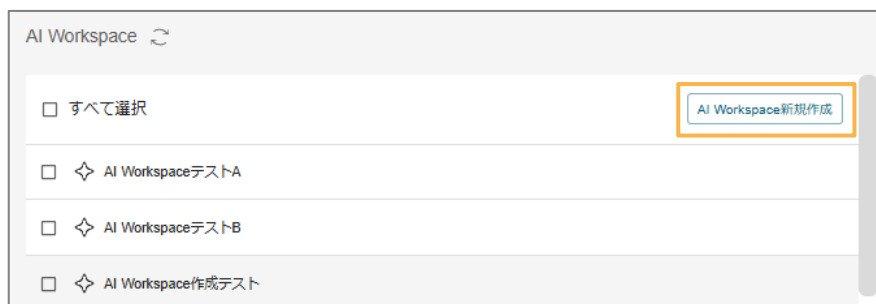 AI Workspace
すべて選択
AI Workspace新規作成
AI WorkspaceテストA
AI WorkspaceテストB
AI Workspace作成テスト